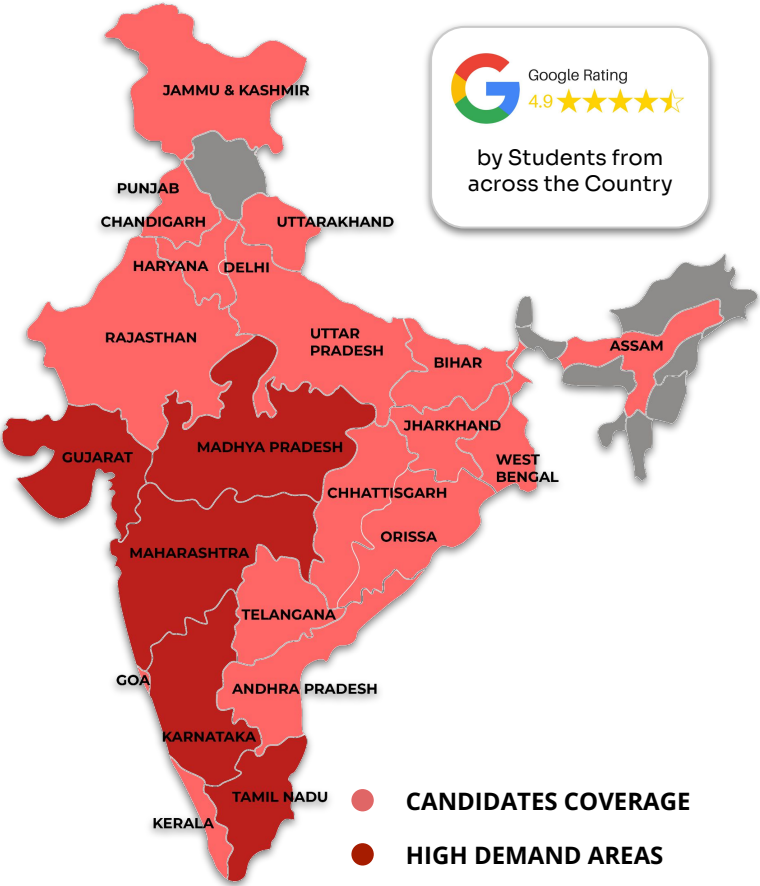 Google Rating
4.9
by Students from
across the Country
JAMMU & KASHMIR
PUNJAB
CHANDIGARH
UTTARAKHAND
HARYANA
DELHI
RAJASTHAN
UTTAR
PRADESH
BIHAR
ASSAM
JHARKHAND
MADHYA PRADESH
GUJARAT
WEST
BENGAL
CHHATTISGARH
ORISSA
MAHARASHTRA
TELANGANA
GOA
ANDHRA PRADESH
KARNATAKA
TAMIL NADU
KERALA
CANDIDATES COVERAGE
HIGH DEMAND AREAS